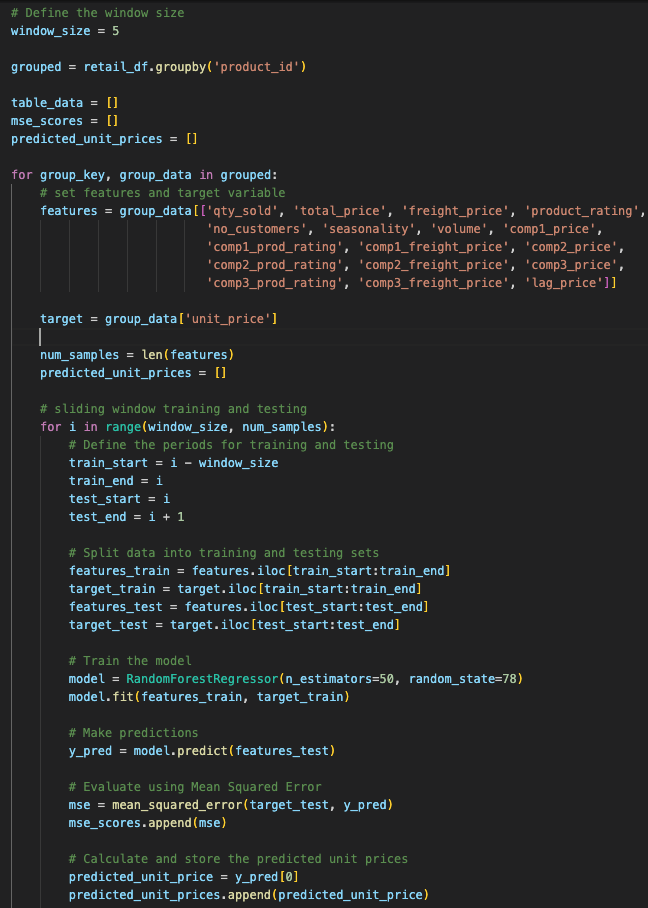 # Define the window size
window_size = 5

grouped = retail_df.groupby('product_id')

table_data = []
mse_scores = []
predicted_unit_prices = []

for group_key, group_data in grouped:
    # set features and target variable
    features = group_data[['qty_sold', 'total_price', 'freight_price', 'product_rating',
                           'no_customers', 'seasonality', 'volume', 'comp1_price',
                           'comp1_prod_rating', 'comp1_freight_price', 'comp2_price',
                           'comp2_prod_rating', 'comp2_freight_price', 'comp3_price',
                           'comp3_prod_rating', 'comp3_freight_price', 'lag_price']]

    target = group_data['unit_price']

    num_samples = len(features)
    predicted_unit_prices = []

    # sliding window training and testing
    for i in range(window_size, num_samples):
        # Define the periods for training and testing
        train_start = i - window_size
        train_end = i
        test_start = i
        test_end = i + 1

        # Split data into training and testing sets
        features_train = features.iloc[train_start:train_end]
        target_train = target.iloc[train_start:train_end]
        features_test = features.iloc[test_start:test_end]
        target_test = target.iloc[test_start:test_end]

        # Train the model
        model = RandomForestRegressor(n_estimators=50, random_state=78)
        model.fit(features_train, target_train)

        # Make predictions
        y_pred = model.predict(features_test)

        # Evaluate using Mean Squared Error
        mse = mean_squared_error(target_test, y_pred)
        mse_scores.append(mse)

        # Calculate and store the predicted unit prices
        predicted_unit_price = y_pred[0]
        predicted_unit_prices.append(predicted_unit_price)